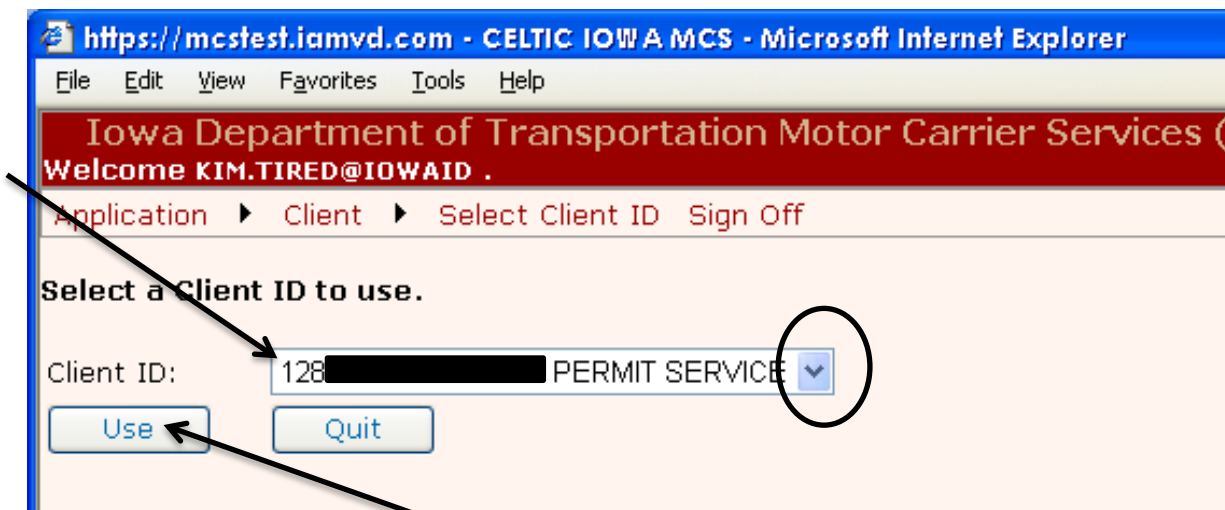 https://mcstest.iamvd.com - CELTIC IOWA MCS - Microsoft Internet Explorer
File Edit View Favorites Tools Help
Iowa Department of Transportation Motor Carrier Services (
Welcome KIM.TIRED@IOWAID .
Application Client Select Client ID Sign Off
Select a Client ID to use.
Client ID: 128 PERMIT SERVICE
Use Quit